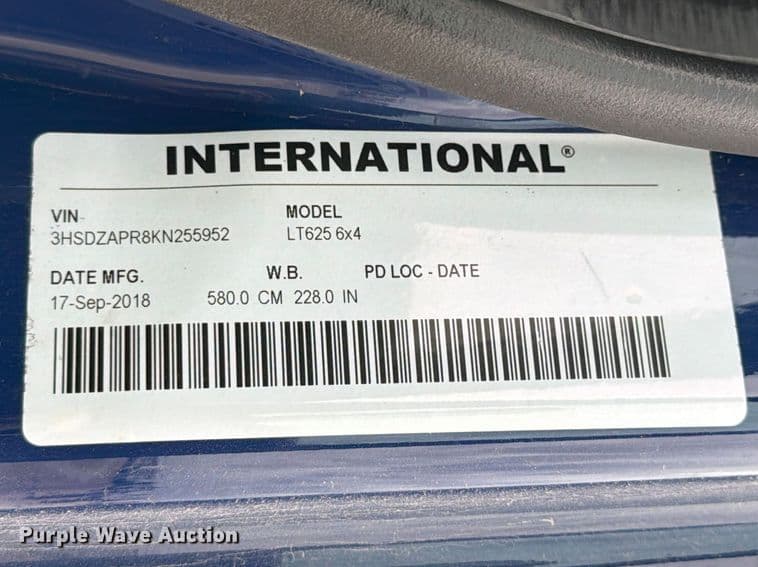 INTERNATIONAL®
VIN MODEL
3HSDZAPR8KN255952 LT625 6x4
DATE MFG. W.B. PD LOC - DATE
17-Sep-2018 580.0 CM 228.0 IN
Purple Wave Auction